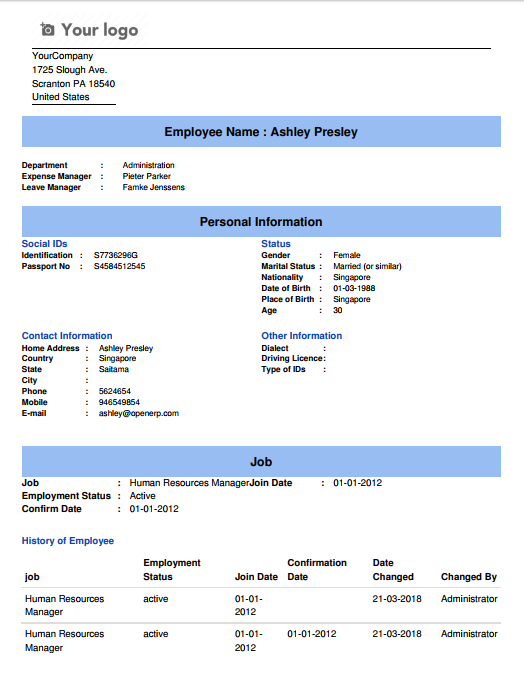 Your logo
YourCompany
1725 Slough Ave.
Scranton PA 18540
United States
Employee Name : Ashley Presley
Department : Administration
Expense Manager : Pieter Parker
Leave Manager : Famke Jenssens
Personal Information
Social IDs
Identification : S7736296G
Passport No : S4584512545
Status
Gender : Female
Marital Status : Married (or similar)
Nationality : Singapore
Date of Birth : 01-03-1988
Place of Birth : Singapore
Age : 30
Contact Information
Home Address : Ashley Presley
Country : Singapore
State : Saitama
City :
Phone : 5624654
Mobile : 946549854
E-mail : ashley@openerp.com
Other Information
Dialect :
Driving Licence:
Type of IDs :
Job
Job : Human Resources ManagerJoin Date : 01-01-2012
Employment Status : Active
Confirm Date : 01-01-2012
History of Employee
Employment Confirmation Date
job Status Join Date Date Changed Changed By
Human Resources active 01-01- 21-03-2018 Administrator
Manager 2012
Human Resources active 01-01- 01-01-2012 21-03-2018 Administrator
Manager 2012